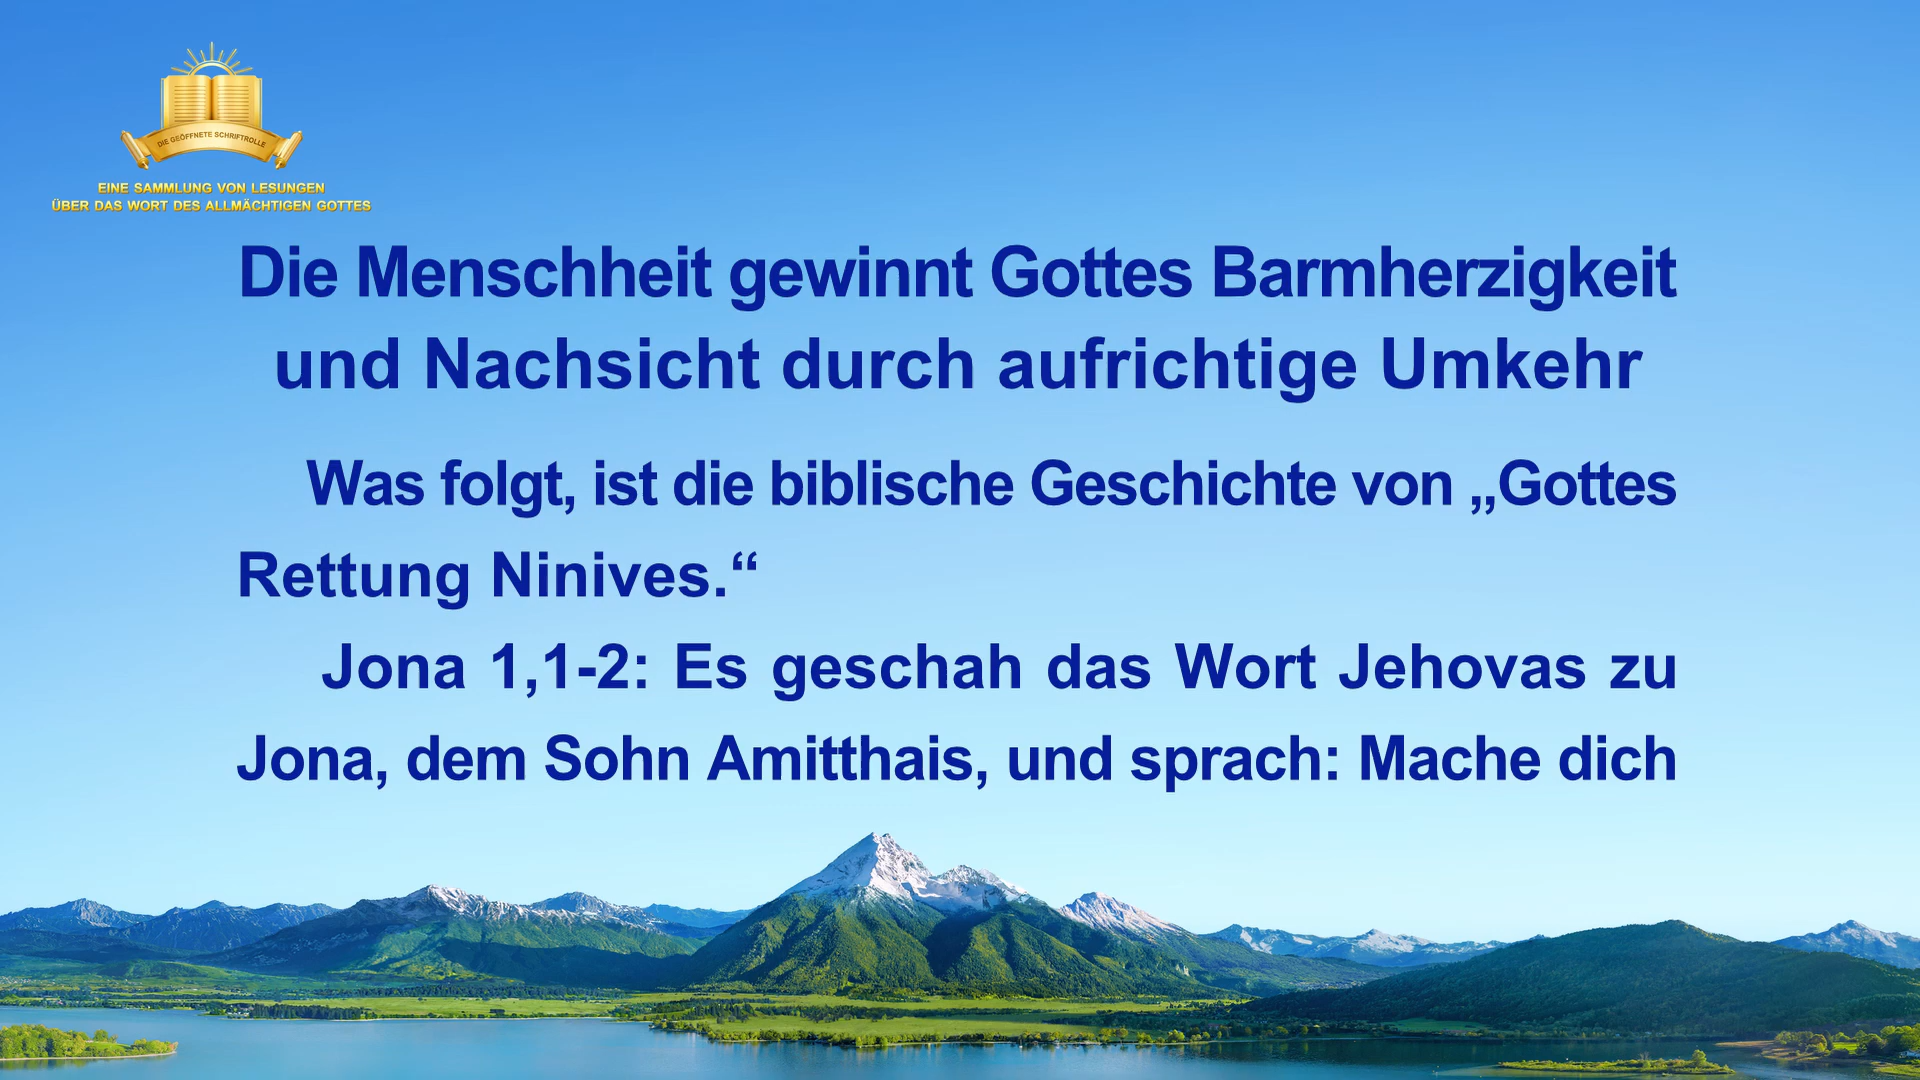 DIE GEÖFFNETE SCHRIFTROLLE
EINE SAMMLUNG VON LESUNGEN
ÜBER DAS WORT DES ALLMÄCHTIGEN GOTTES
Die Menschheit gewinnt Gottes Barmherzigkeit
und Nachsicht durch aufrichtige Umkehr
Was folgt, ist die biblische Geschichte von „Gottes
Rettung Ninives.“
Jona 1,1-2: Es geschah das Wort Jehovas zu
Jona, dem Sohn Amitthais, und sprach: Mache dich